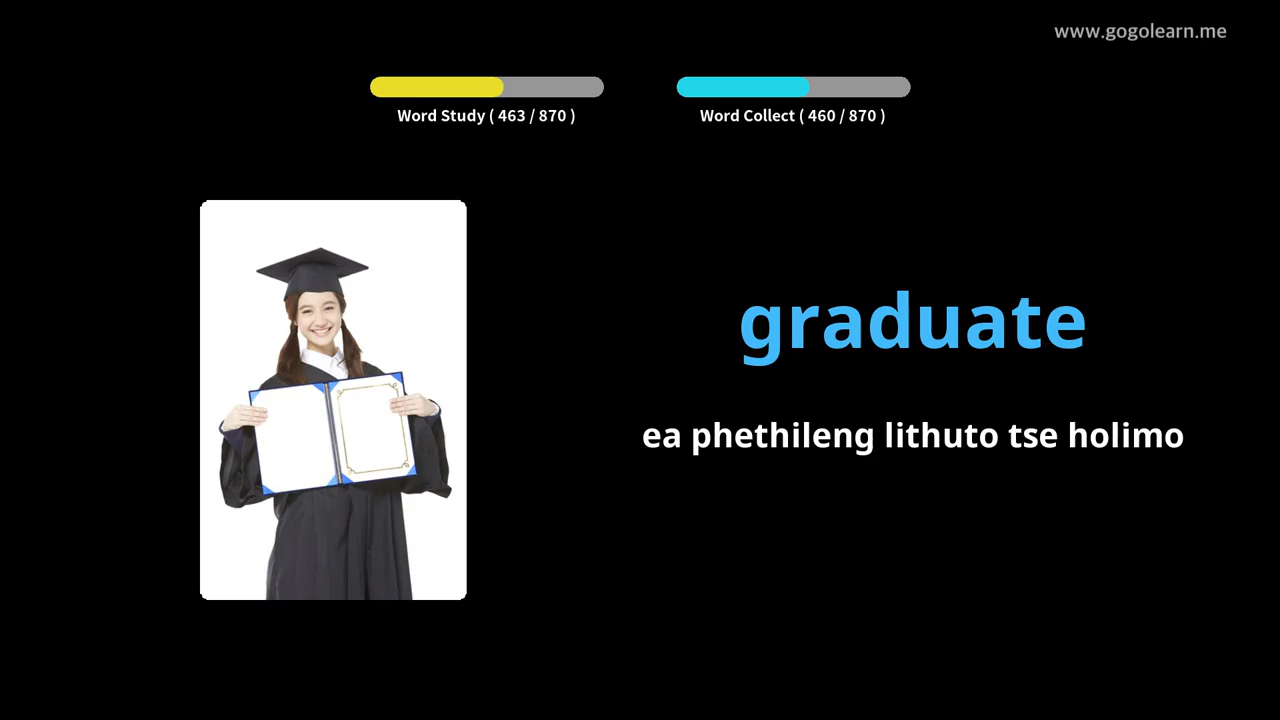 www.gogolearn.me
Word Study ( 463 / 870 )
Word Collect ( 460 / 870 )
graduate
ea phethileng lithuto tse holimo